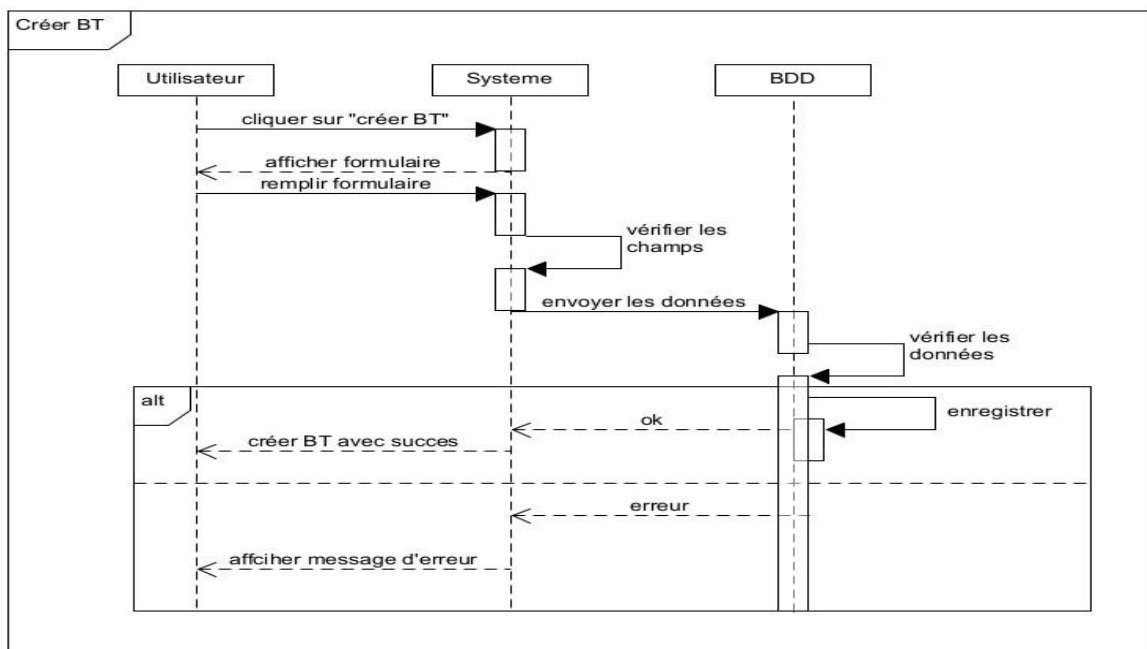 Créer BT
Utilisateur
Systeme
BDD
cliquer sur "créer BT"
afficher formulaire
remplir formulaire
vérifier les
champs
envoyer les données
vérifier les
données
alt
enregistrer
ok
créer BT avec succes
erreur
affciher message d'erreur